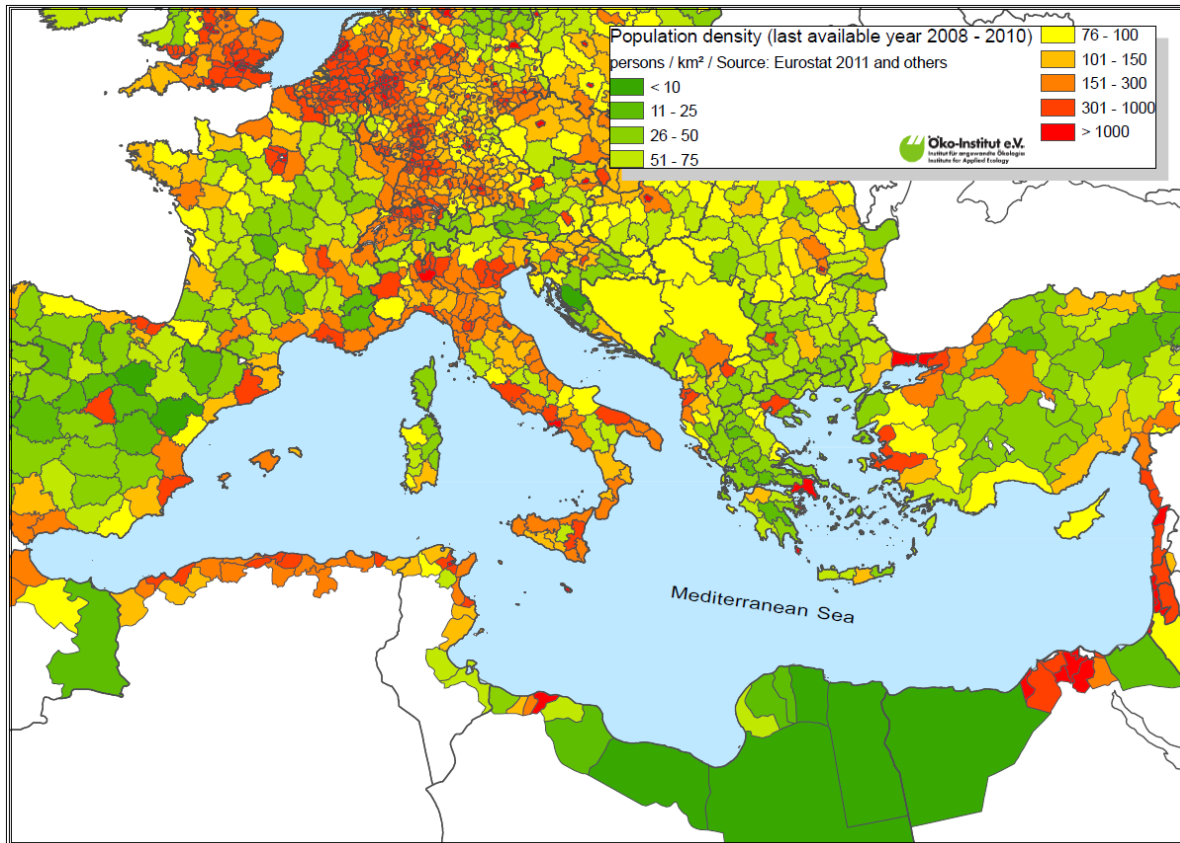 Population density (last available year 2008 - 2010)
persons / km² / Source: Eurostat 2011 and others
< 10
11 - 25
26 - 50
51 - 75
76 - 100
101 - 150
151 - 300
301 - 1000
> 1000
Öko-Institut e.V.
Institut für angewandte Ökologie
Institute for Applied Ecology
Mediterranean Sea